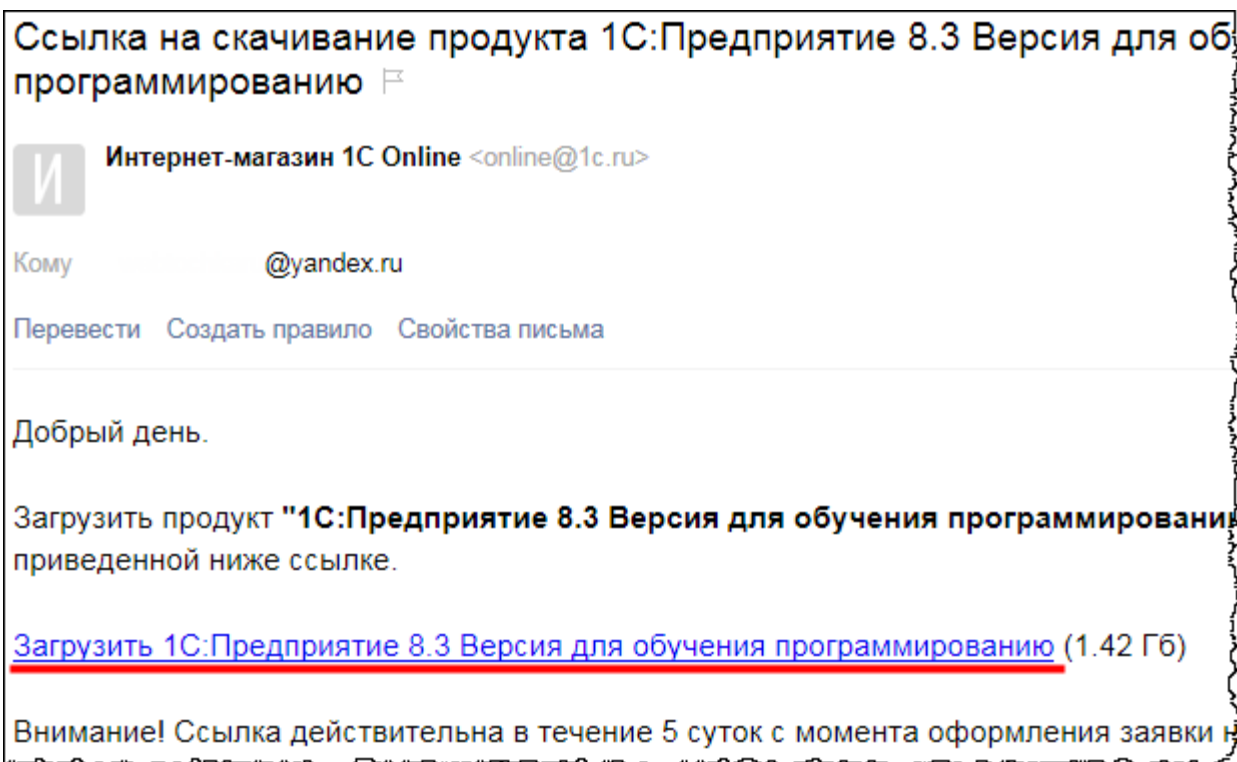 Ссылка на скачивание продукта 1С:Предприятие 8.3 Версия для об
программированию
И
Интернет-магазин 1C Online <online@1c.ru>
Кому @yandex.ru
Перевести Создать правило Свойства письма
Добрый день.
Загрузить продукт "1С:Предприятие 8.3 Версия для обучения программировани
приведенной ниже ссылке.
Загрузить 1С:Предприятие 8.3 Версия для обучения программированию (1.42 Гб)
Внимание! Ссылка действительна в течение 5 суток с момента оформления заявки н